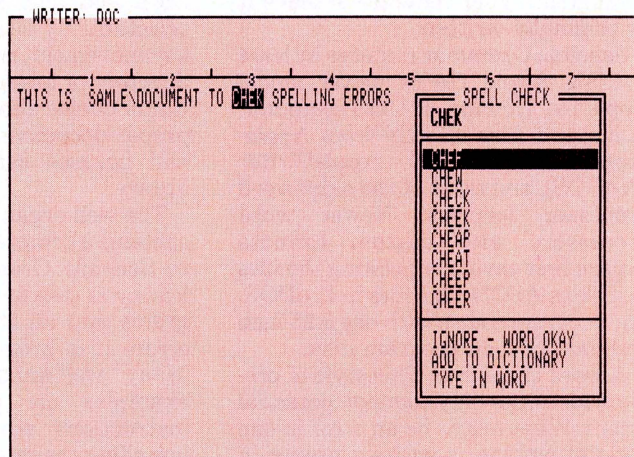 WRITER: DOC
1 2 3 4 5 6 7
THIS IS SAMLE\DOCUMENT TO CHEK SPELLING ERRORS
SPELL CHECK
CHEK
CHEF
CHEW
CHECK
CHEEK
CHEAP
CHEAT
CHEEP
CHEER
IGNORE - WORD OKAY
ADD TO DICTIONARY
TYPE IN WORD